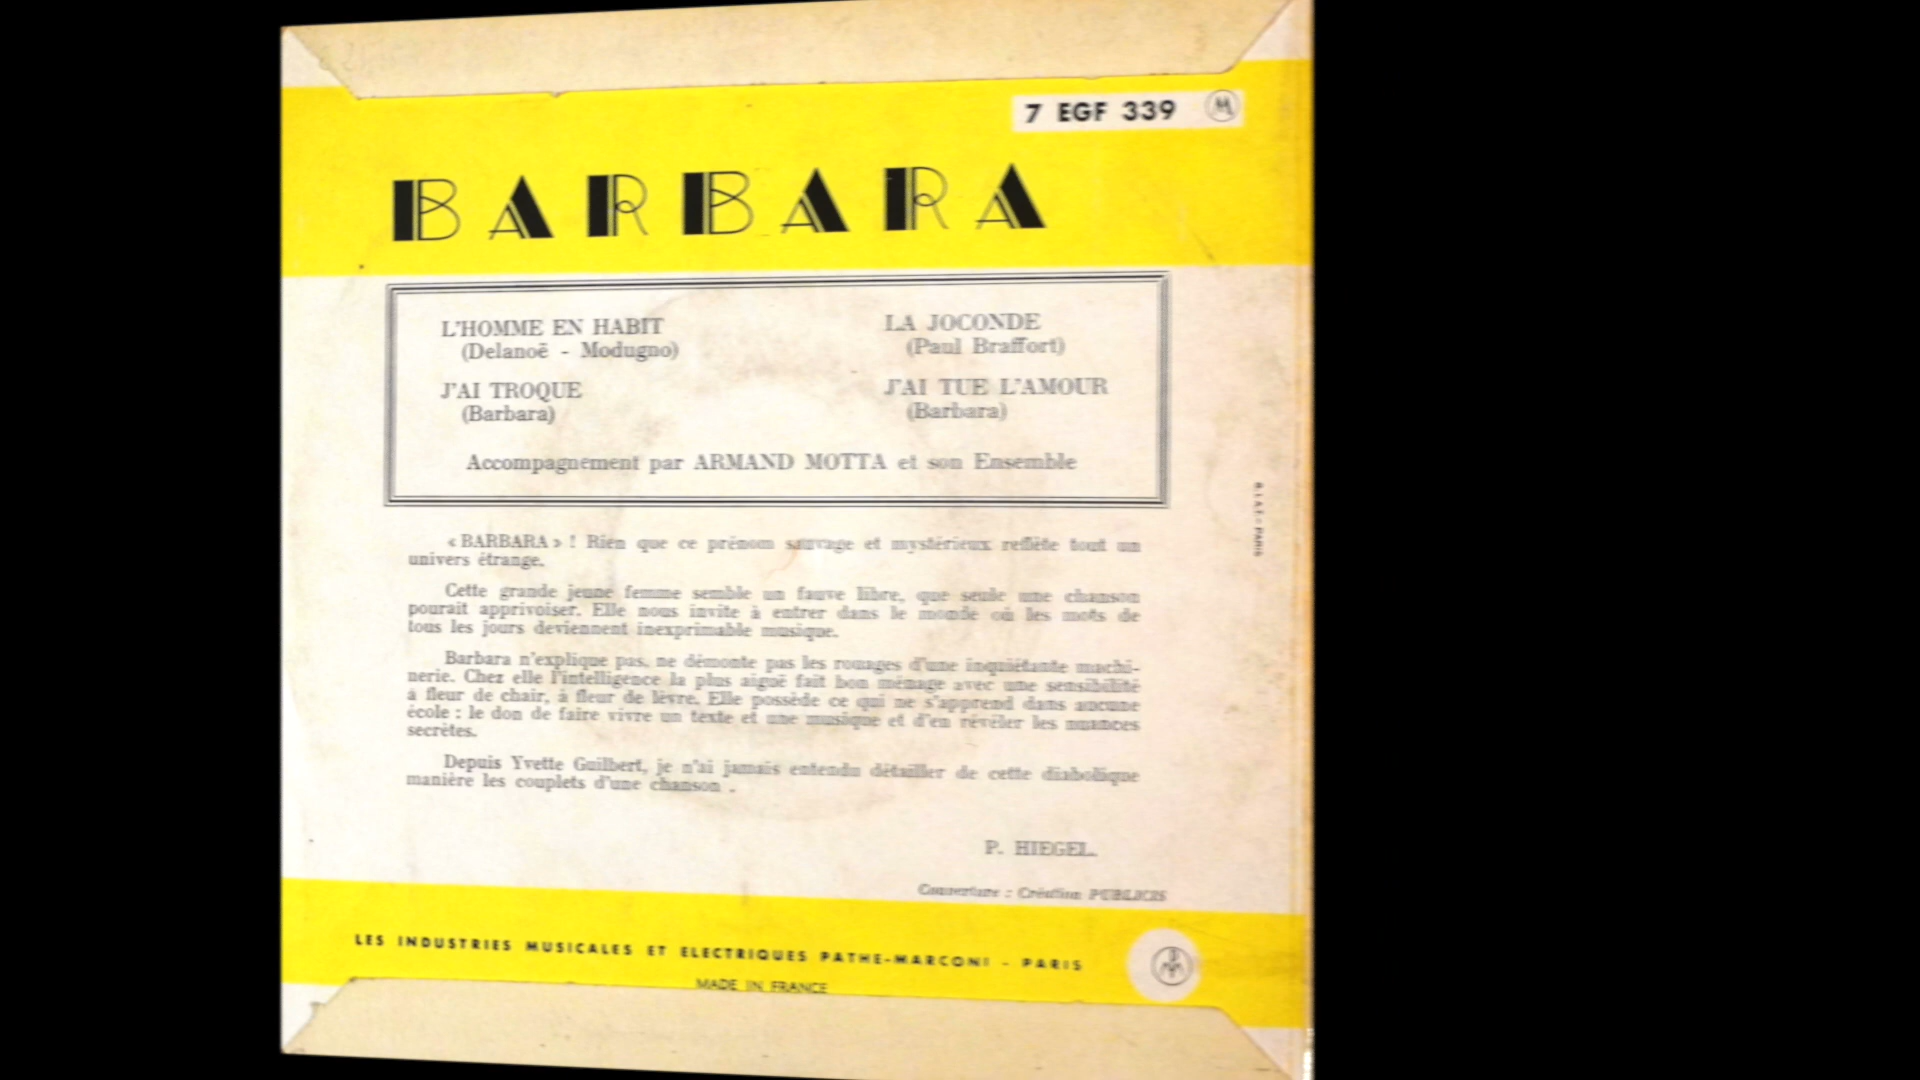 7 EGF 339
BARBARA
L'HOMME EN HABIT
(Delanoë - Modugno)
J'AI TROQUE
(Barbara)
LA JOCONDE
(Paul Braffort)
J'AI TUE L'AMOUR
(Barbara)
Accompagnement par ARMAND MOTTA et son Ensemble
« BARBARA » ! Rien que ce prénom sauvage et mystérieux reflète tout un
univers étrange.
Cette grande jeune femme semble un fauve libre, que seule une chanson
pourait apprivoiser. Elle nous invite à entrer dans le monde où les mots de
tous les jours deviennent inexprimable musique.
Barbara n'explique pas, ne démonte pas les rouages d'une inquiétante machi-
nerie. Chez elle l'intelligence la plus aiguë fait bon ménage avec une sensibilité
à fleur de chair, à fleur de lèvre. Elle possède ce qui ne s'apprend dans aucune
école : le don de faire vivre un texte et une musique et d'en révéler les nuances
secrètes.
Depuis Yvette Guilbert, je n'ai jamais entendu détailler de cette diabolique
manière les couplets d'une chanson .
P. HIEGEL.
Couverture : Création PUBLICIS
LES INDUSTRIES MUSICALES ET ELECTRIQUES PATHE-MARCONI - PARIS
MADE IN FRANCE